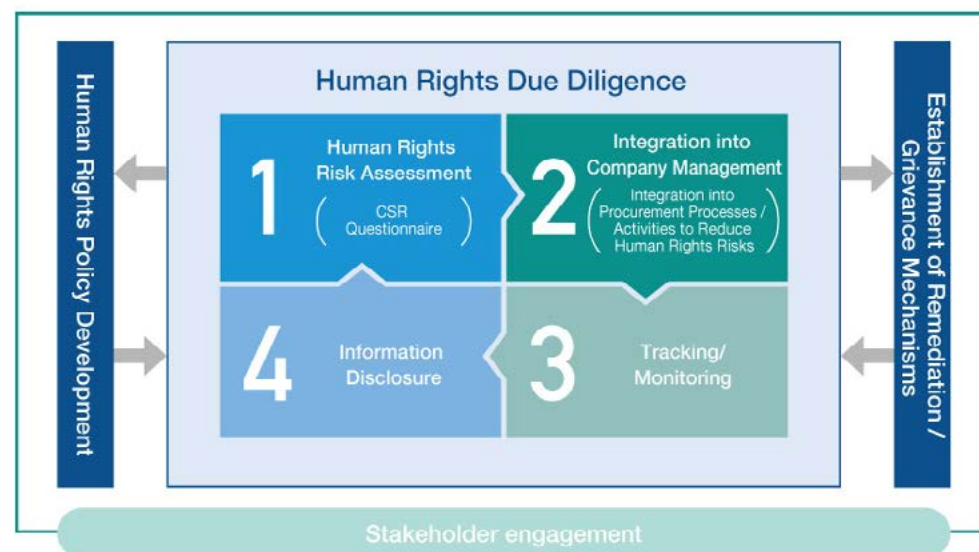 Human Rights Policy Development
Human Rights Due Diligence
1
Human Rights
Risk Assessment
(CSR
Questionnaire)
2
Integration into
Company Management
(Integration into
Procurement Processes /
Activities to Reduce
Human Rights Risks)
4
Information
Disclosure
3
Tracking/
Monitoring
Establishment of Remediation /
Grievance Mechanisms
Stakeholder engagement